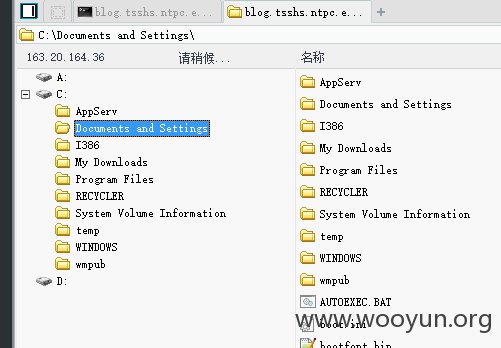 blog.tsshs.ntpc.e...
blog.tsshs.ntpc.e...
C:\Documents and Settings\
163.20.164.36
请稍候...
名称
A:
C:
AppServ
Documents and Settings
I386
My Downloads
Program Files
RECYCLER
System Volume Information
temp
WINDOWS
wmpub
D:
AppServ
Documents and Settings
I386
My Downloads
Program Files
RECYCLER
System Volume Information
temp
WINDOWS
wmpub
AUTOEXEC.BAT
boot.ini
bootfont.bin
www.wooyun.org